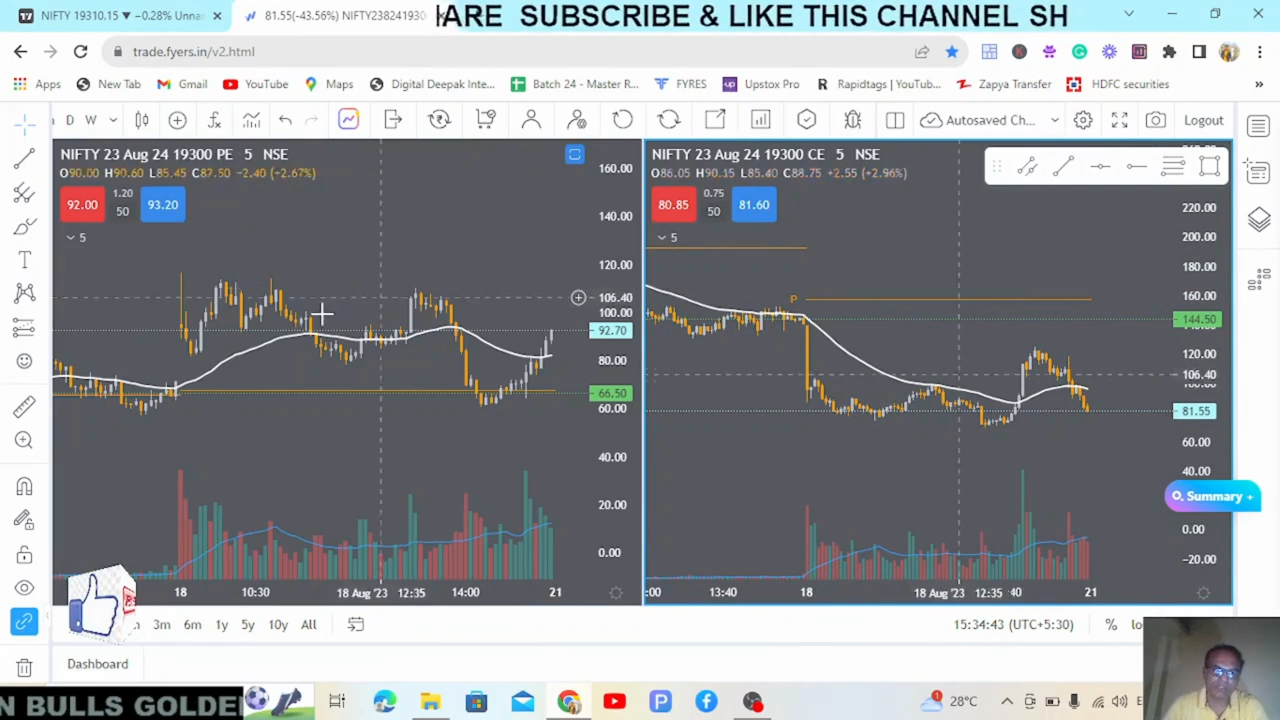 NIFTY 19310.15 ▼ −0.28% Unna
81.55(-43.56%) NIFTY238241930
HARE SUBSCRIBE & LIKE THIS CHANNEL SH
trade.fyers.in/v2.html
Apps New Tab Gmail YouTube Maps Digital Deepak Inte... Batch 24 - Master R... FYRES Upstox Pro Rapidtags | YouTub... Zapya Transfer HDFC securities »
D W Autosaved Ch... Logout
NIFTY 23 Aug 24 19300 PE 5 NSE
O90.00 H90.60 L85.45 C87.50 −2.40 (+2.67%)
92.00 1.20 50 93.20
5
160.00
140.00
120.00
106.40
100.00
92.70
80.00
66.50
60.00
40.00
20.00
0.00
18 10:30 18 Aug '23 12:35 14:00 21
NIFTY 23 Aug 24 19300 CE 5 NSE
O86.05 H90.15 L85.40 C88.75 +2.55 (+2.96%)
80.85 0.75 50 81.60
5
P
220.00
200.00
180.00
160.00
144.50
120.00
106.40
81.55
60.00
40.00
Summary +
0.00
−20.00
:00 13:40 18 18 Aug '23 12:35 :40 21
3m 6m 1y 5y 10y All
15:34:43 (UTC+5:30) %
Dashboard
N BULLS GOLDE
28°C